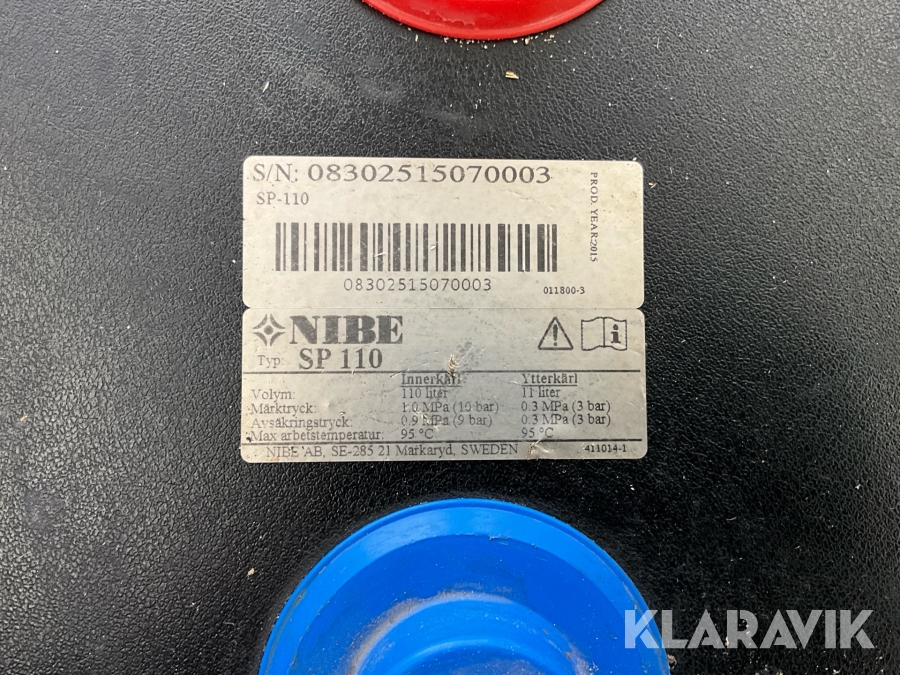 S/N: 08302515070003
SP-110
PROD. YEAR:2015
08302515070003
011800-3
NIBE
Typ: SP 110
Innerkärl Ytterkärl
Volym: 110 liter 11 liter
Märktryck: 1.0 MPa (10 bar) 0.3 MPa (3 bar)
Avsäkringstryck: 0.9 MPa (9 bar) 0.3 MPa (3 bar)
Max arbetstemperatur: 95 °C 95 °C
NIBE AB, SE-285 21 Markaryd, SWEDEN 411014-1
KLARAVIK